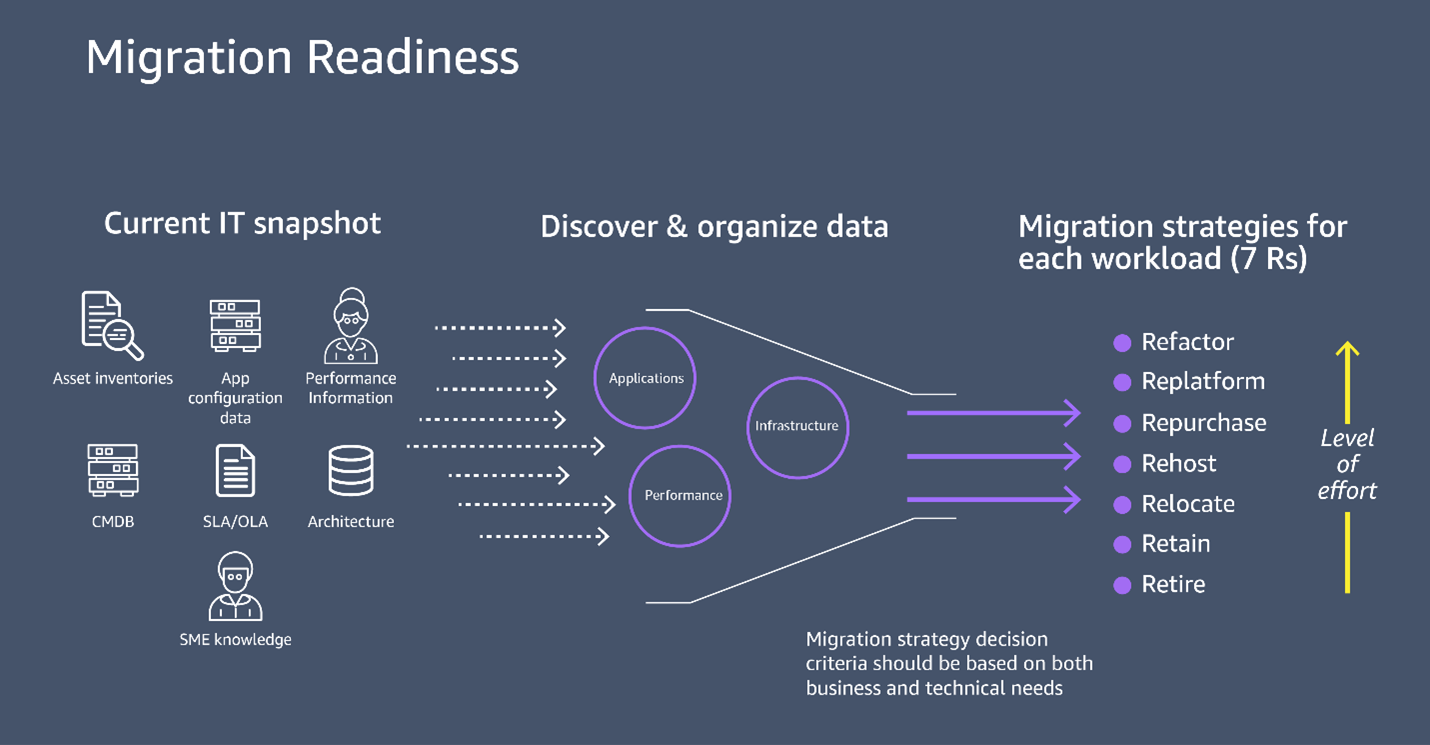 Migration Readiness
Current IT snapshot
Asset inventories
App
configuration
data
Performance
Information
CMDB
SLA/OLA
Architecture
SME knowledge
Discover & organize data
Applications
Infrastructure
Performance
Migration strategies for
each workload (7 Rs)
Refactor
Replatform
Repurchase
Rehost
Relocate
Retain
Retire
Level
of
effort
Migration strategy decision
criteria should be based on both
business and technical needs